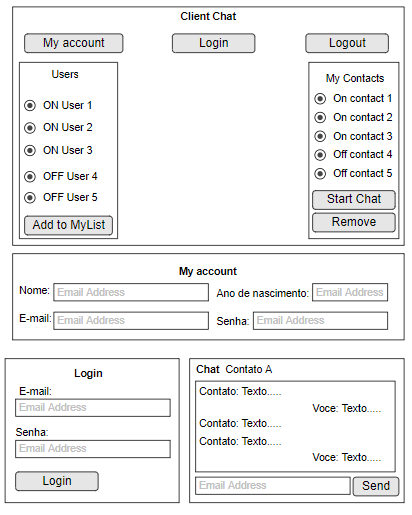 Client Chat
My account
Login
Logout
Users
ON User 1
ON User 2
ON User 3
OFF User 4
OFF User 5
Add to MyList
My Contacts
On contact 1
On contact 2
On contact 3
Off contact 4
Off contact 5
Start Chat
Remove
My account
Nome: Email Address
Ano de nascimento: Email Address
E-mail: Email Address
Senha: Email Address
Login
E-mail:
Email Address
Senha:
Email Address
Login
Chat Contato A
Contato: Texto.....
Voce: Texto.....
Contato: Texto.....
Contato: Texto.....
Voce: Texto.....
Email Address
Send